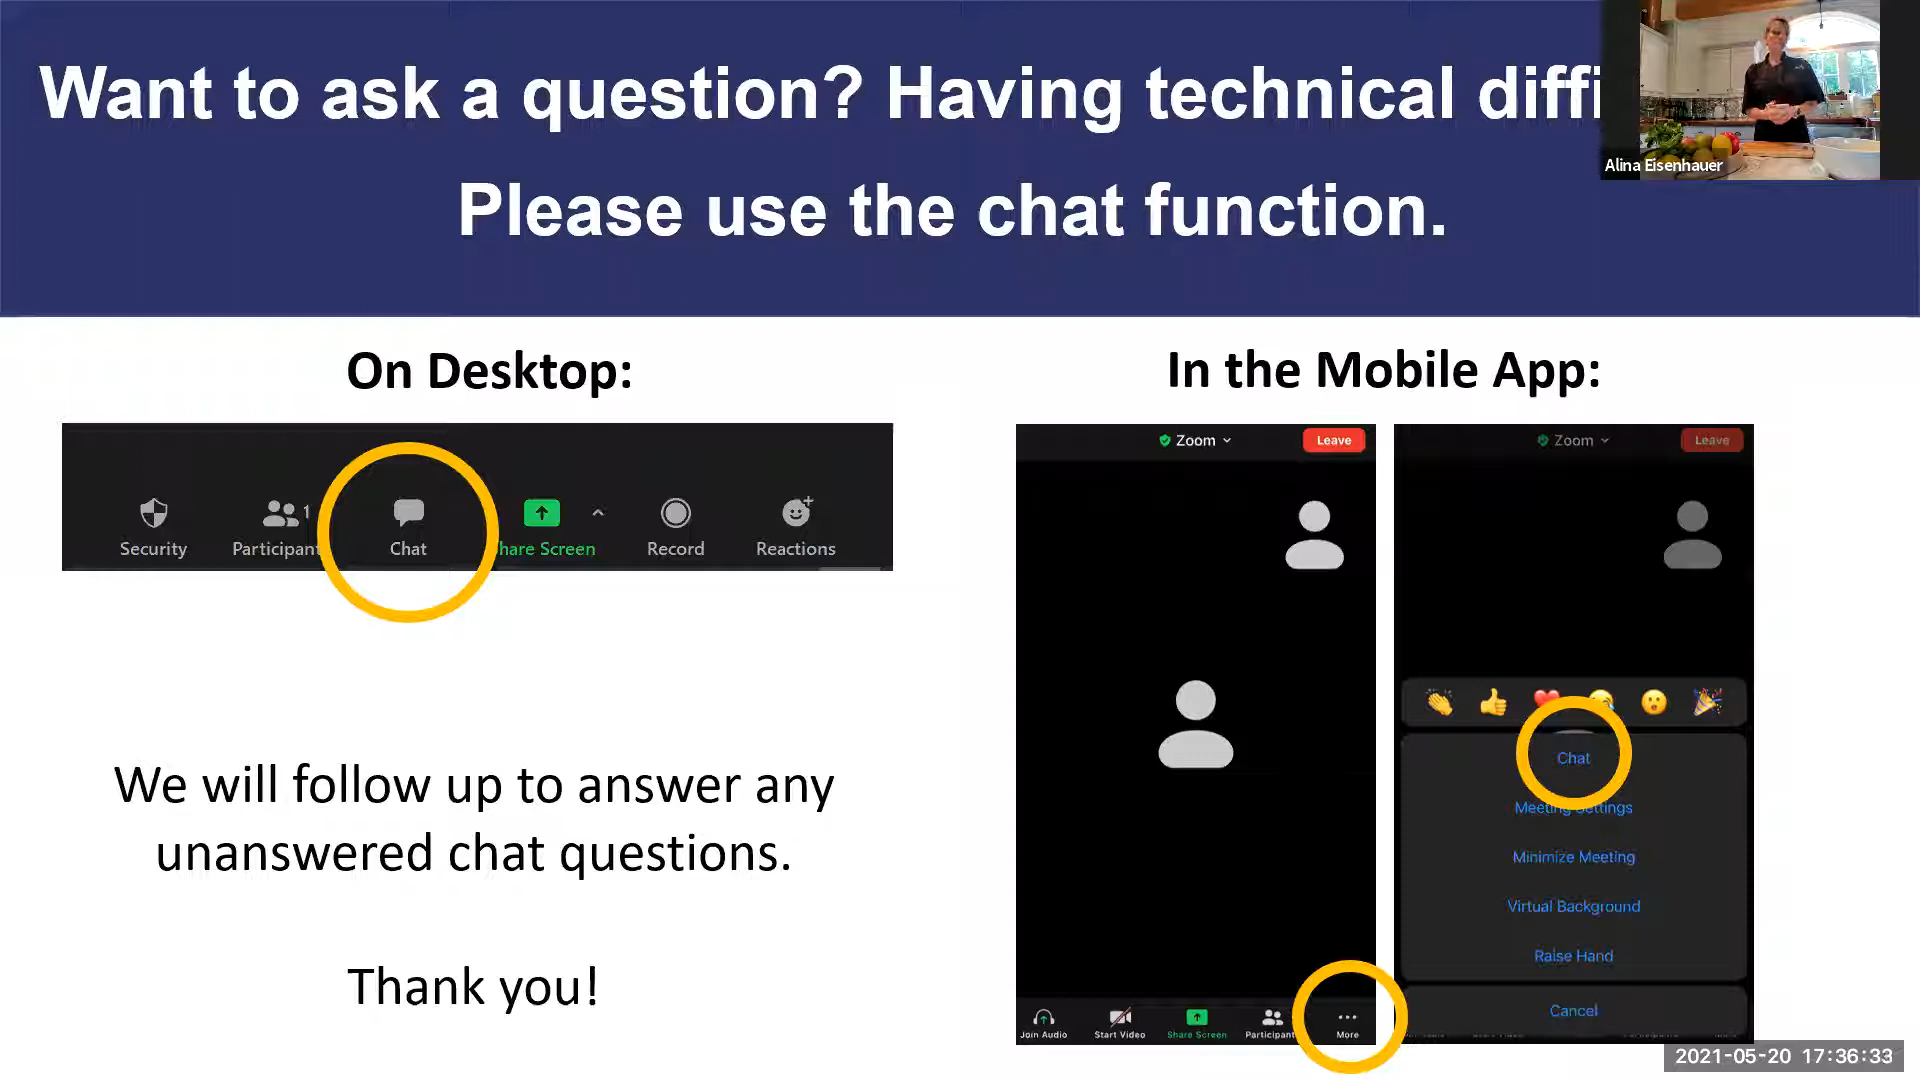 Want to ask a question? Having technical diffi
Please use the chat function.
Alina Eisenhauer
On Desktop:
Security
Participant
1
Chat
hare Screen
Record
Reactions
We will follow up to answer any
unanswered chat questions.
Thank you!
In the Mobile App:
Zoom
Leave
Join Audio
Start Video
Share Screen
Participant
More
Zoom
Leave
Chat
Meeting Settings
Minimize Meeting
Virtual Background
Raise Hand
Cancel
2021-05-20 17:36:33